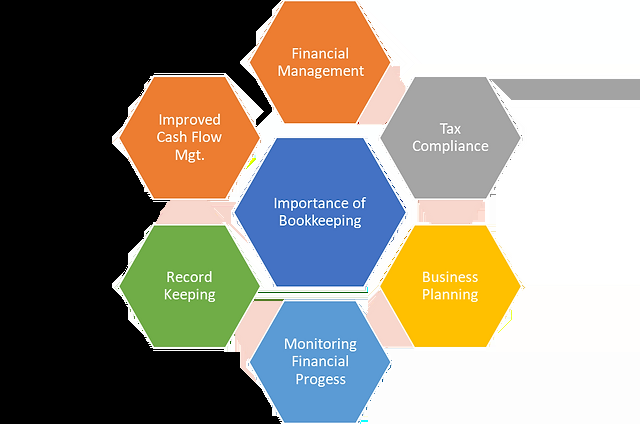 Financial
Management
Tax
Compliance
Business
Planning
Monitoring
Financial
Progess
Record
Keeping
Improved
Cash Flow
Mgt.
Importance of
Bookkeeping